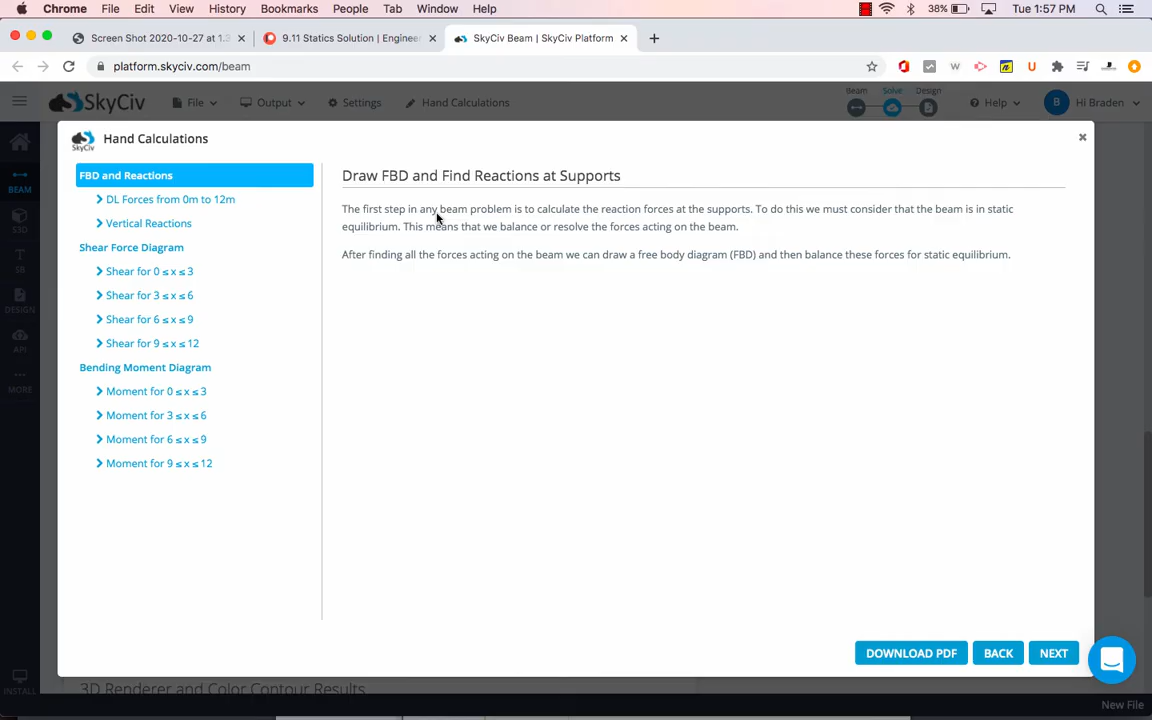 Chrome File Edit View History Bookmarks People Tab Window Help 38% Tue 1:57 PM
Screen Shot 2020-10-27 at 1.3 9.11 Statics Solution | Enginee SkyCiv Beam | SkyCiv Platform
platform.skyciv.com/beam
SkyCiv File Output Settings Hand Calculations Beam Solve Design Help B Hi Braden
SkyCiv Hand Calculations
FBD and Reactions
DL Forces from 0m to 12m
Vertical Reactions
Shear Force Diagram
Shear for 0 ≤ x ≤ 3
Shear for 3 ≤ x ≤ 6
Shear for 6 ≤ x ≤ 9
Shear for 9 ≤ x ≤ 12
Bending Moment Diagram
Moment for 0 ≤ x ≤ 3
Moment for 3 ≤ x ≤ 6
Moment for 6 ≤ x ≤ 9
Moment for 9 ≤ x ≤ 12
Draw FBD and Find Reactions at Supports
The first step in any beam problem is to calculate the reaction forces at the supports. To do this we must consider that the beam is in static
equilibrium. This means that we balance or resolve the forces acting on the beam.
After finding all the forces acting on the beam we can draw a free body diagram (FBD) and then balance these forces for static equilibrium.
DOWNLOAD PDF BACK NEXT
BEAM
S3D
SB
DESIGN
API
MORE
INSTALL
3D Renderer and Color Contour Results
New File